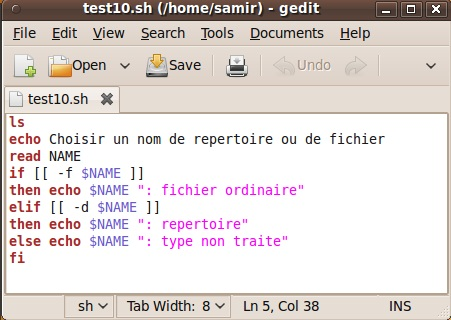 test10.sh (/home/samir) - gedit
File Edit View Search Tools Documents Help
Open Save Undo
test10.sh
ls
echo Choisir un nom de repertoire ou de fichier
read NAME
if [[ -f $NAME ]]
then echo $NAME ": fichier ordinaire"
elif [[ -d $NAME ]]
then echo $NAME ": repertoire"
else echo $NAME ": type non traite"
fi
sh Tab Width: 8 Ln 5, Col 38 INS